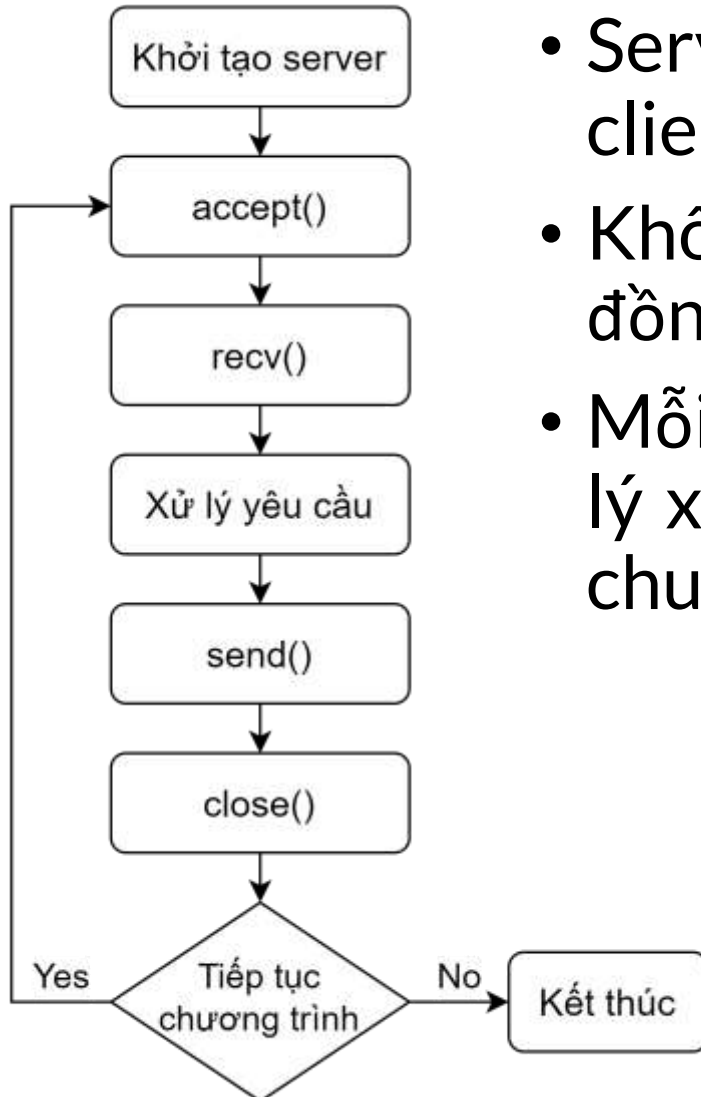 Khởi tạo server
accept()
recv()
Xử lý yêu cầu
send()
close()
Tiếp tục
chương trình
Yes
No
Kết thúc
• Ser
clie
• Khô
đồn
• Mỗi
lý x
chu